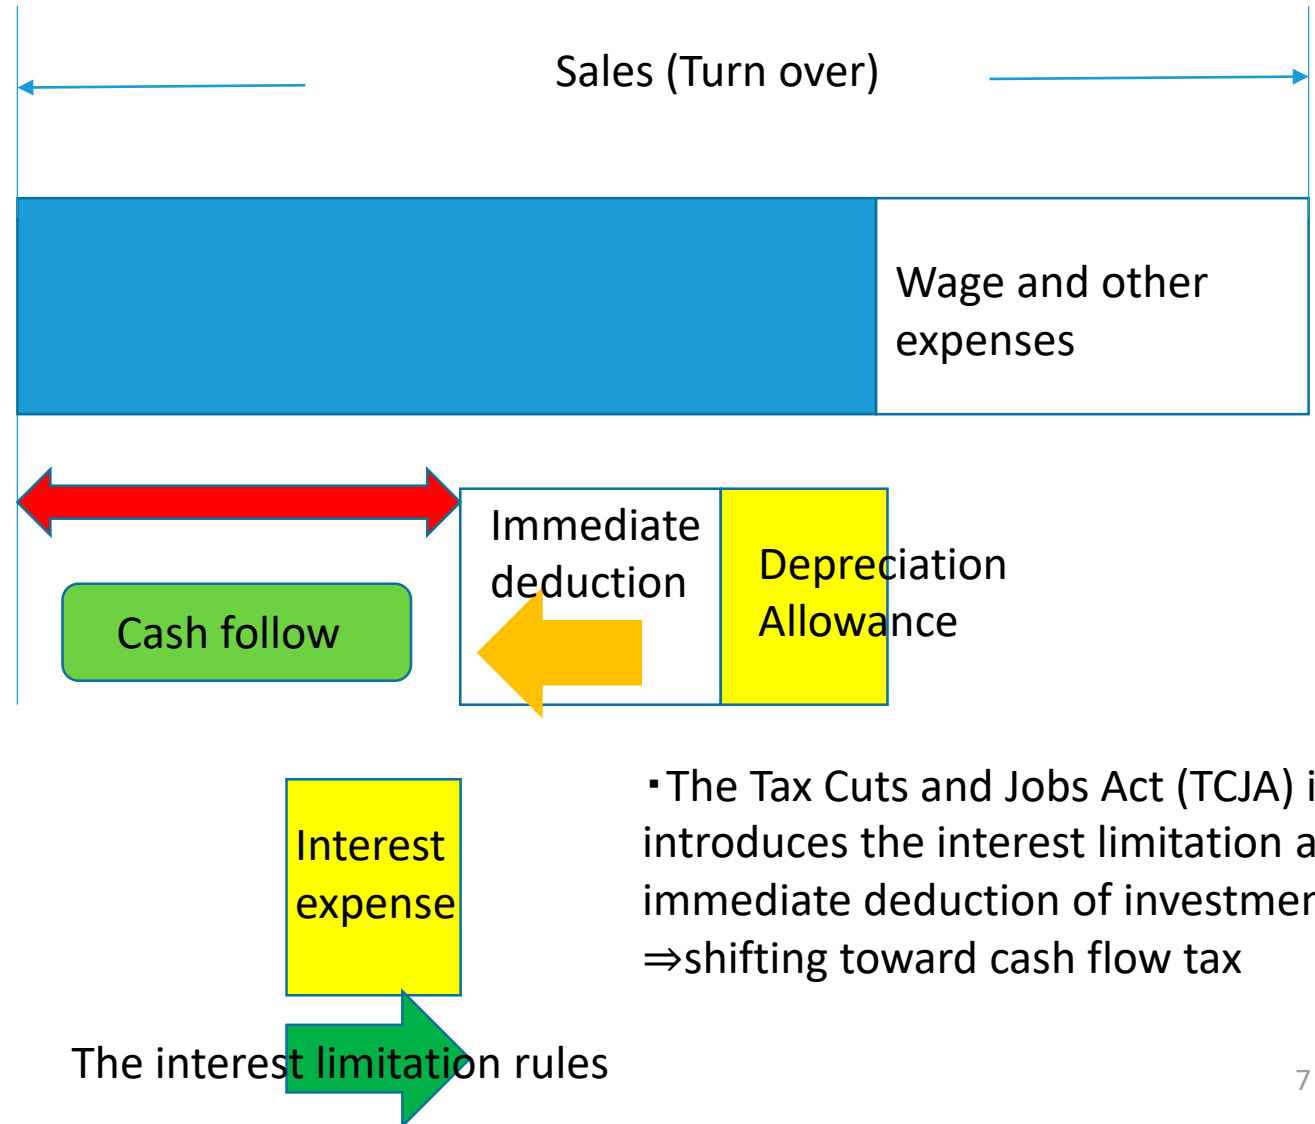 Sales (Turn over)
Wage and other
expenses
Immediate
deduction
Depreciation
Allowance
Cash follow
Interest
expense
▪The Tax Cuts and Jobs Act (TCJA)
introduces the interest limitation
immediate deduction of
⇒shifting toward cash flow tax
The interest limitation rules
7